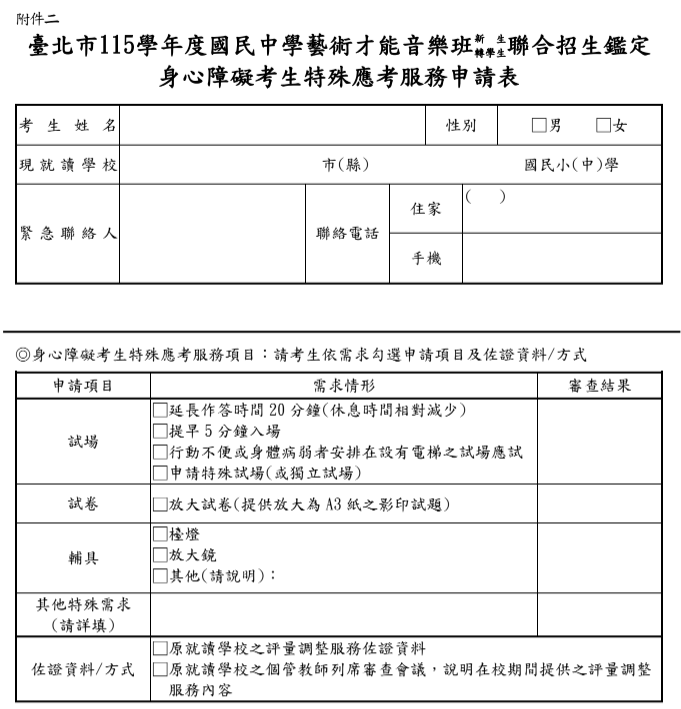 附件二
臺北市115學年度國民中學藝術才能音樂班新生轉學生聯合招生鑑定
身心障礙考生特殊應考服務申請表
考生姓名 性別 □男 □女
現就讀學校 市(縣) 國民小(中)學
緊急聯絡人 聯絡電話 住家 ( )
手機
◎身心障礙考生特殊應考服務項目：請考生依需求勾選申請項目及佐證資料/方式
申請項目 需求情形 審查結果
試場
□延長作答時間 20 分鐘(休息時間相對減少)
□提早 5 分鐘入場
□行動不便或身體病弱者安排在設有電梯之試場應試
□申請特殊試場(或獨立試場)
試卷 □放大試卷(提供放大為 A3 紙之影印試題)
輔具
□檯燈
□放大鏡
□其他(請說明)：
其他特殊需求
(請詳填)
佐證資料/方式
□原就讀學校之評量調整服務佐證資料
□原就讀學校之個管教師列席審查會議，說明在校期間提供之評量調整
服務內容